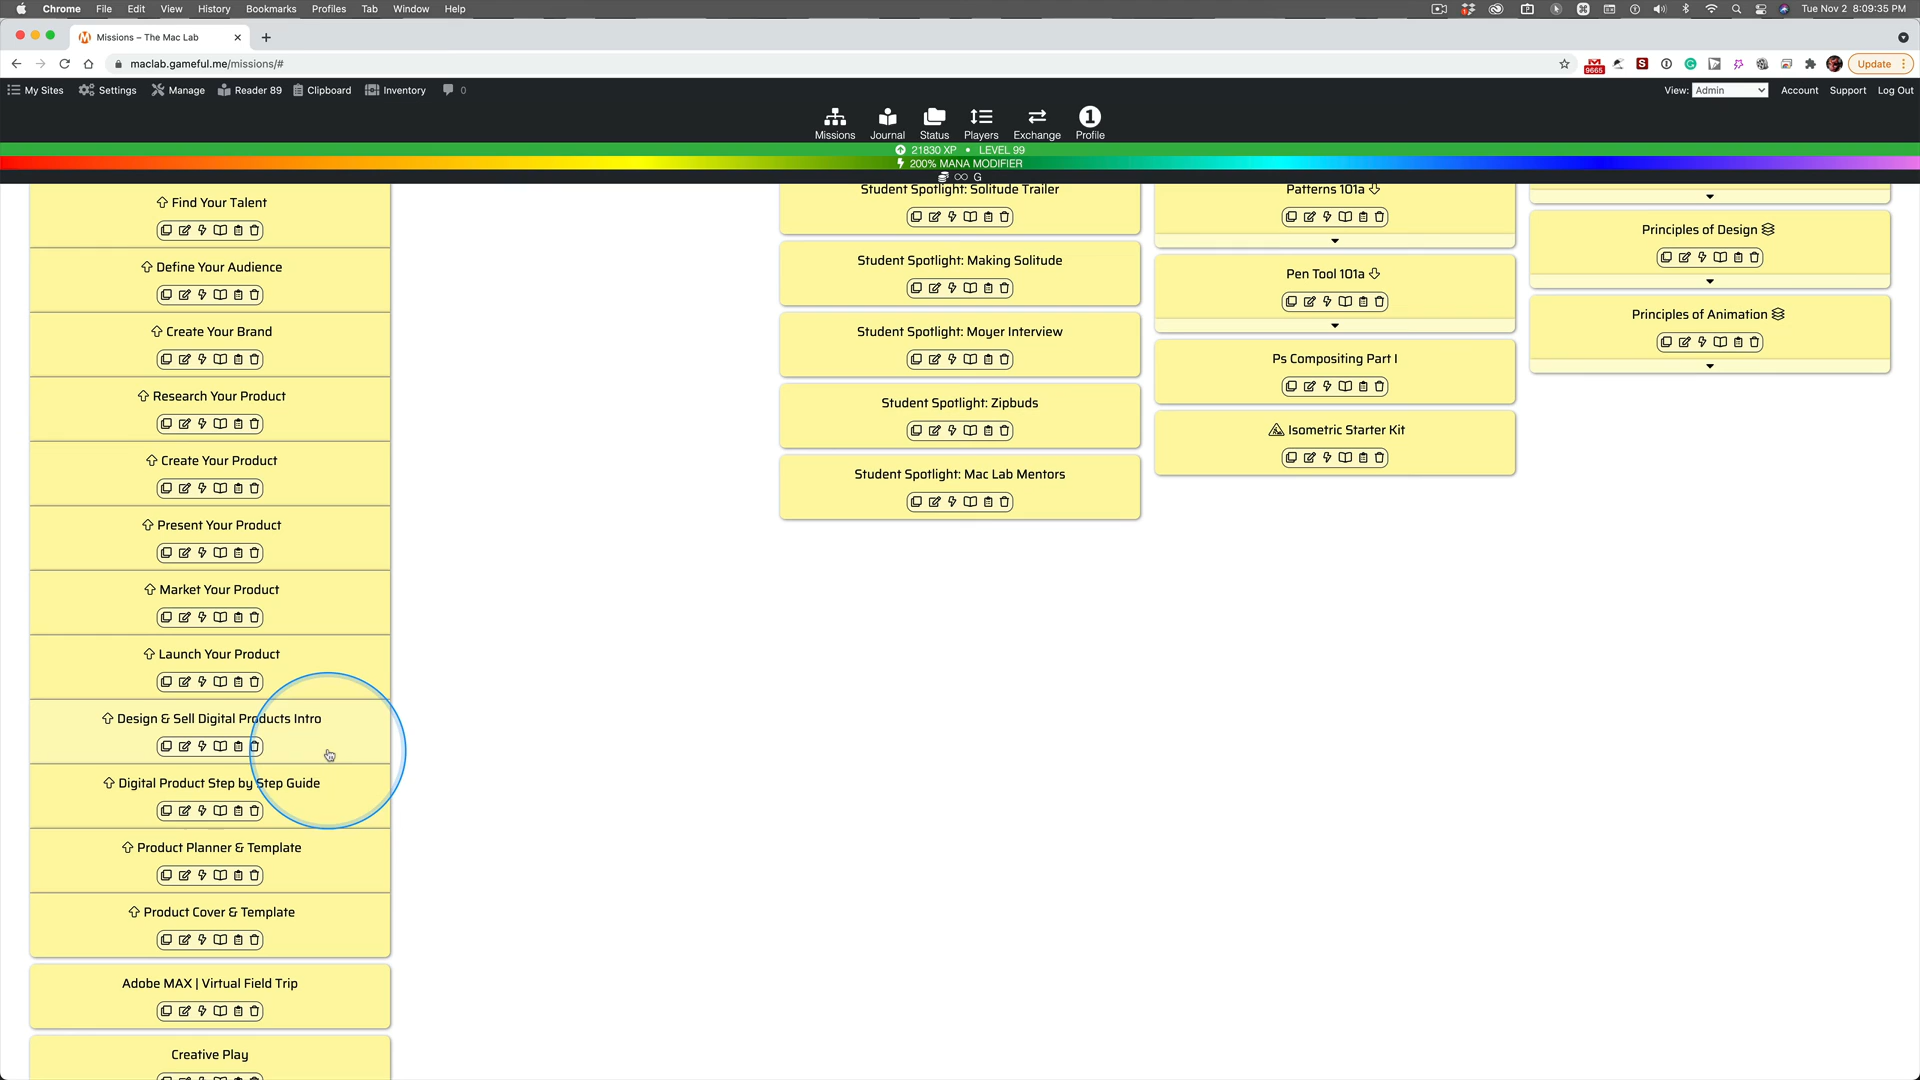 Chrome File Edit View History Bookmarks Profiles Tab Window Help
Tue Nov 2 8:09:35 PM
Missions – The Mac Lab
maclab.gameful.me/missions/#
9665
Update
My Sites Settings Manage Reader 89 Clipboard Inventory 0
View: Admin Account Support Log Out
Missions Journal Status Players Exchange Profile
21830 XP • LEVEL 99
200% MANA MODIFIER
∞ G
Find Your Talent
Define Your Audience
Create Your Brand
Research Your Product
Create Your Product
Present Your Product
Market Your Product
Launch Your Product
Design & Sell Digital Products Intro
Digital Product Step by Step Guide
Product Planner & Template
Product Cover & Template
Adobe MAX | Virtual Field Trip
Creative Play
Student Spotlight: Solitude Trailer
Student Spotlight: Making Solitude
Student Spotlight: Moyer Interview
Student Spotlight: Zipbuds
Student Spotlight: Mac Lab Mentors
Patterns 101a
Pen Tool 101a
Ps Compositing Part I
Isometric Starter Kit
Principles of Design
Principles of Animation